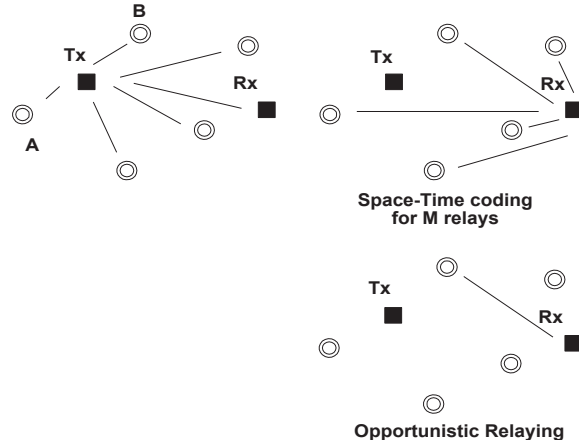 B
Tx
Rx
A
Tx
Rx
Space-Time coding
for M relays
Tx
Rx
Opportunistic Relaying